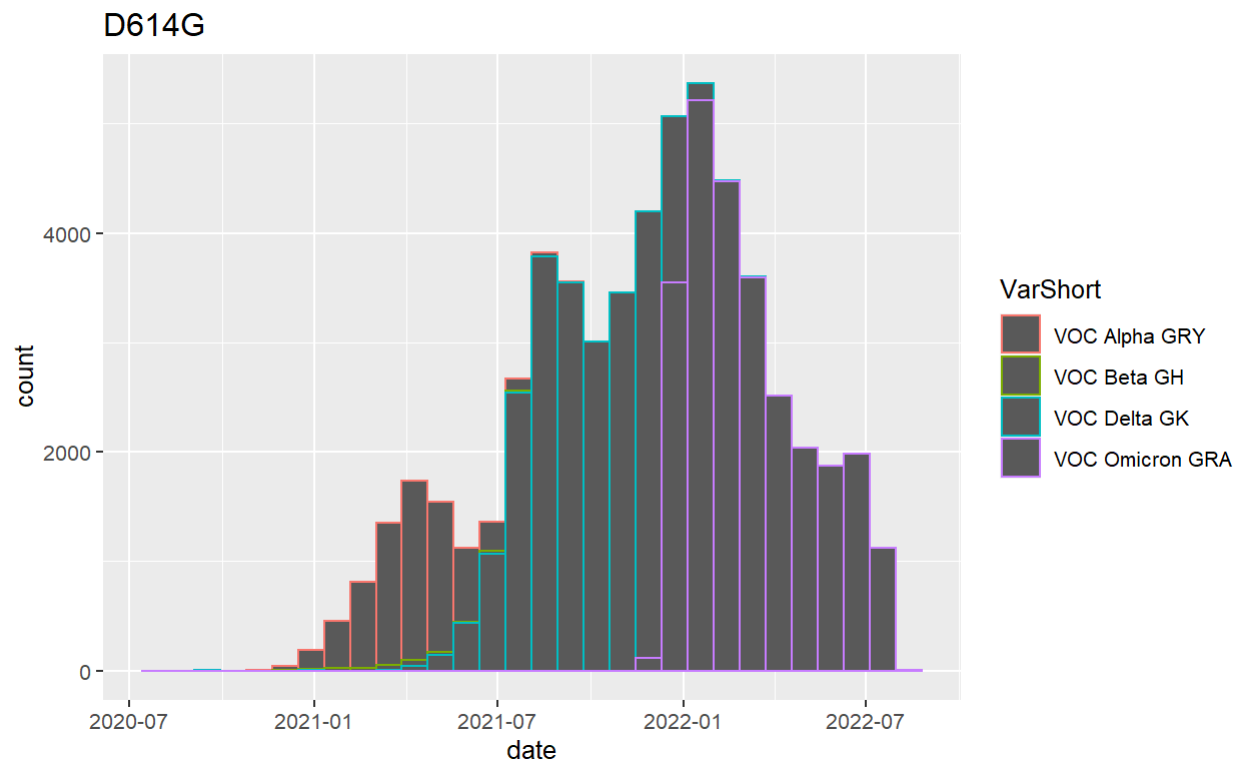 D614G
count
4000
2000
0
2020-07
2021-01
2021-07
2022-01
2022-07
date
VarShort
VOC Alpha GRY
VOC Beta GH
VOC Delta GK
VOC Omicron GRA